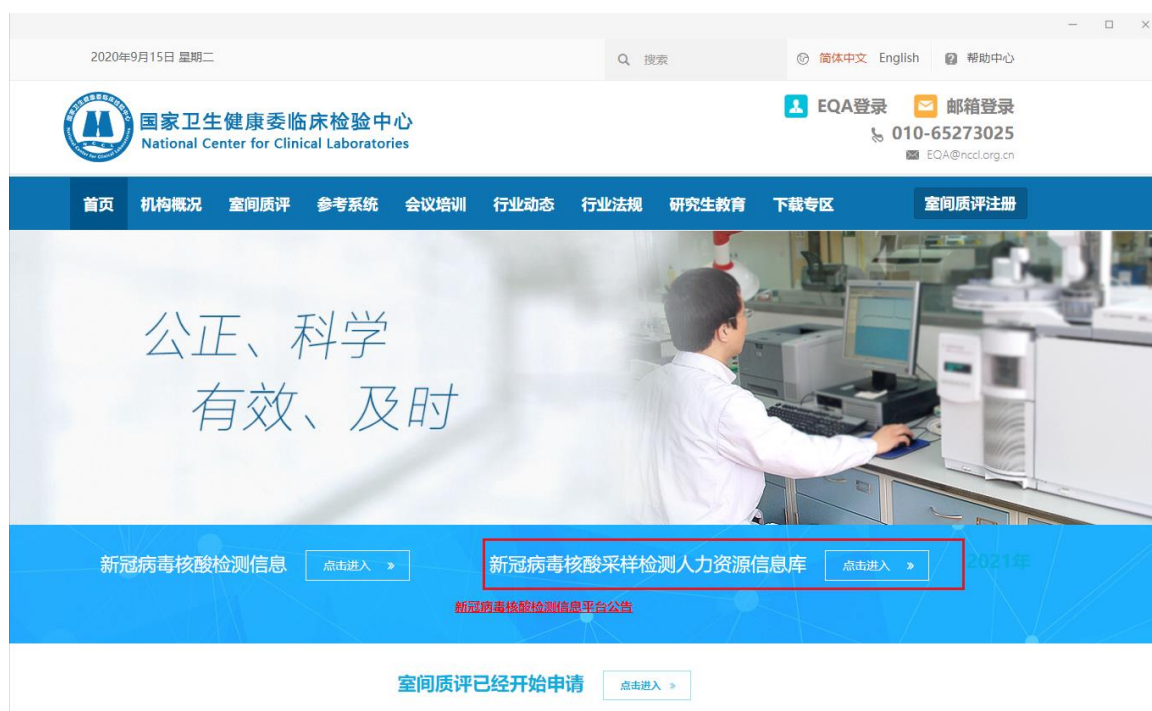 2020年9月15日 星期二
搜索
简体中文 English
帮助中心
国家卫生健康委临床检验中心
National Center for Clinical Laboratories
EQA登录
邮箱登录
010-65273025
EQA@nccl.org.cn
首页 机构概况 室间质评 参考系统 会议培训 行业动态 行业法规 研究生教育 下载专区 室间质评注册
公正、科学
有效、及时
新冠病毒核酸检测信息 点击进入 »
新冠病毒核酸采样检测人力资源信息库 点击进入 »
2021年
新冠病毒核酸检测信息平台公告
室间质评已经开始申请 点击进入 »